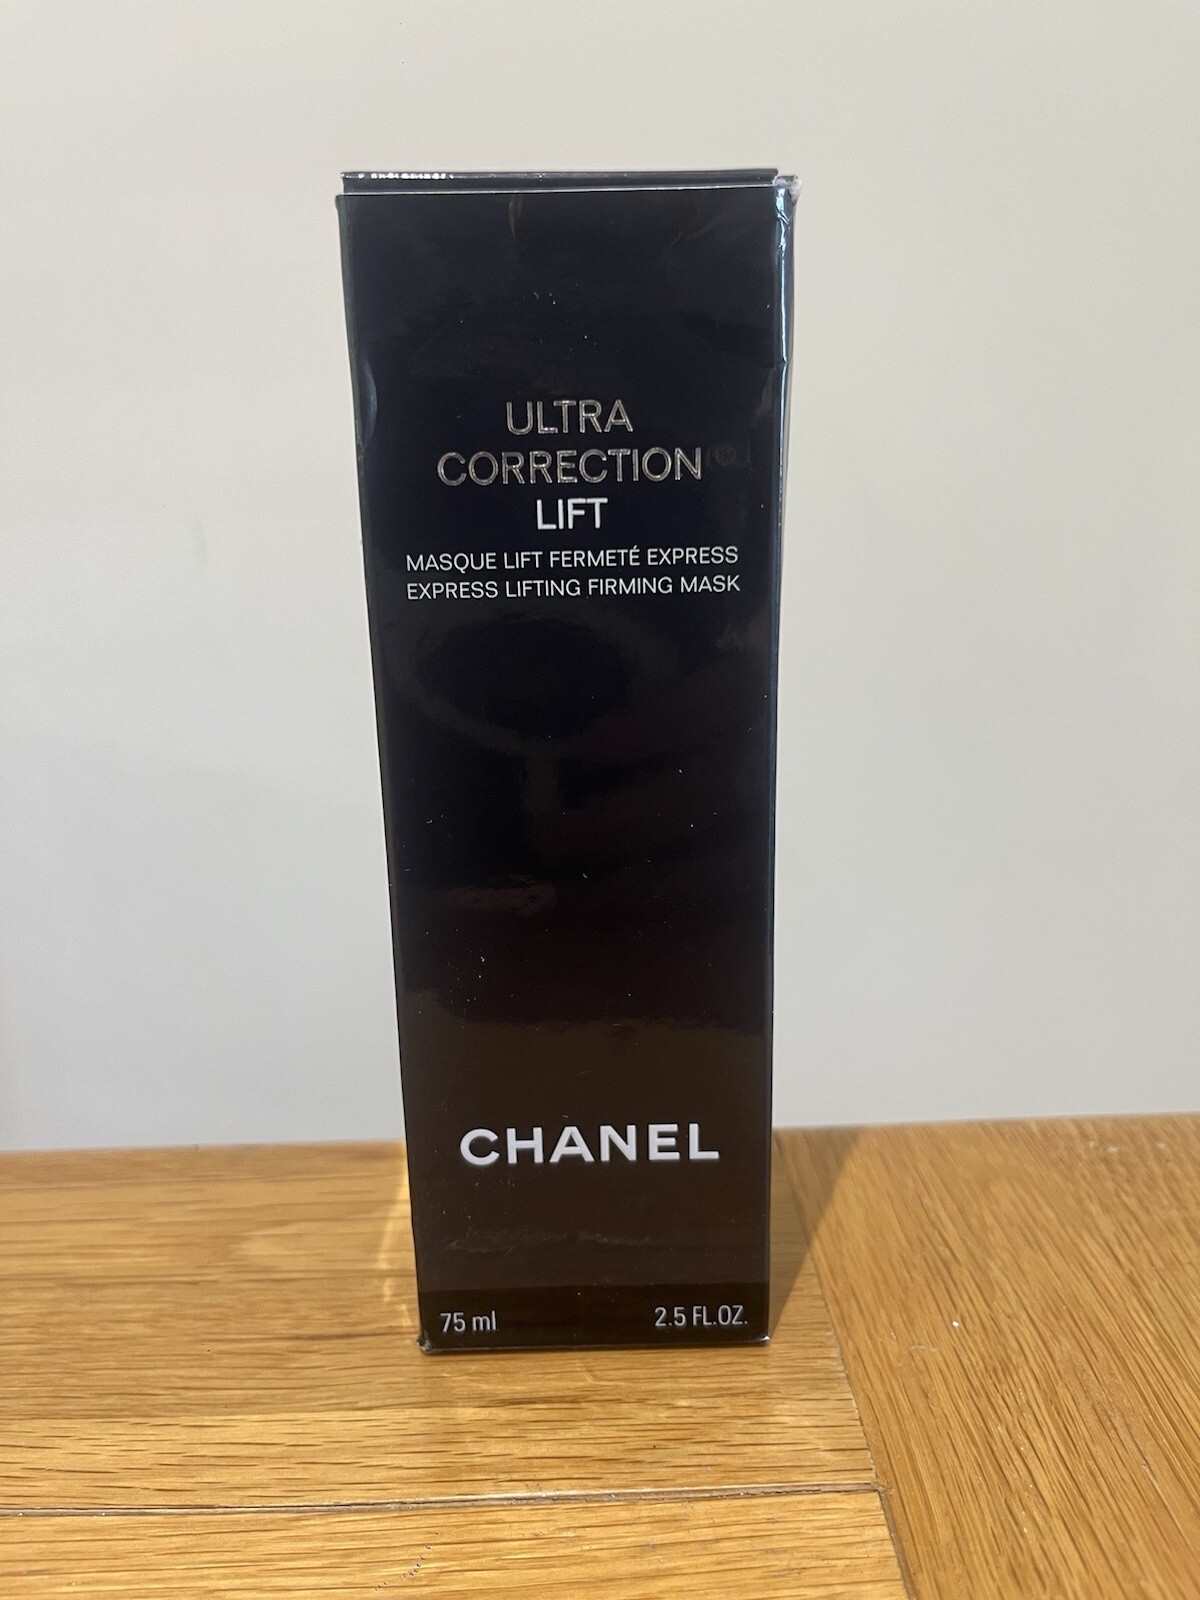 ULTRA
CORRECTION
LIFT
MASQUE LIFT FERMETÉ EXPRESS
EXPRESS LIFTING FIRMING MASK
CHANEL
75 ml 2.5 FL.OZ.